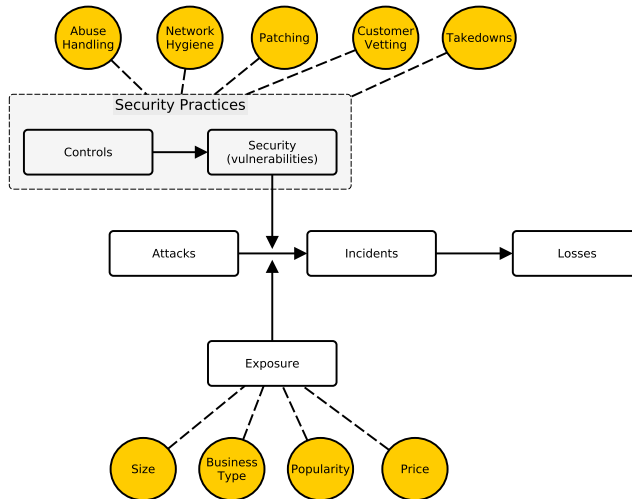 Abuse
Handling
Network
Hygiene
Patching
Customer
Vetting
Takedowns
Security Practices
Controls
Security
(vulnerabilities)
Attacks
Incidents
Losses
Exposure
Size
Business
Type
Popularity
Price